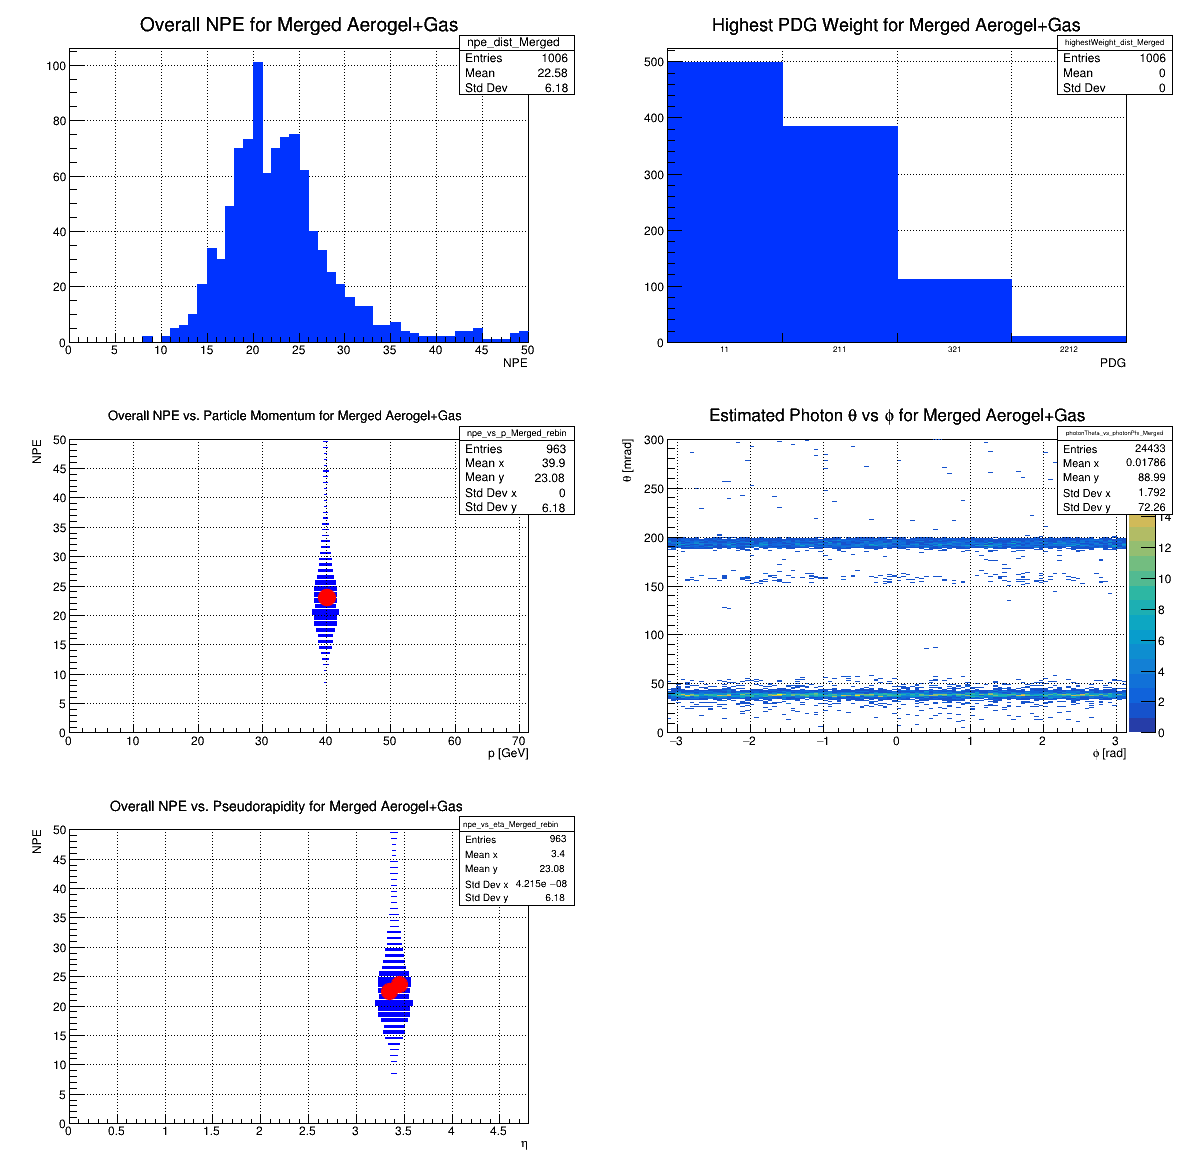 Overall NPE for Merged Aerogel+Gas
npe_dist_Merged
Entries 1006
Mean 22.58
Std Dev 6.18
100
80
60
40
20
0
0 5 10 15 20 25 30 35 40 45 50
NPE
Highest PDG Weight for Merged Aerogel+Gas
highestWeight_dist_Merged
Entries 1006
Mean 0
Std Dev 0
500
400
300
200
100
0
11 211 321 2212
PDG
Overall NPE vs. Particle Momentum for Merged Aerogel+Gas
npe_vs_p_Merged_rebin
Entries 963
Mean x 39.9
Mean y 23.08
Std Dev x 0
Std Dev y 6.18
NPE
50
45
40
35
30
25
20
15
10
5
0
0 10 20 30 40 50 60 70
p [GeV]
Estimated Photon θ vs ϕ for Merged Aerogel+Gas
photonTheta_vs_photonPhi_Merged
Entries 24433
Mean x 0.01786
Mean y 88.99
Std Dev x 1.792
Std Dev y 72.26
θ [mrad]
300
250
200
150
100
50
0
−3 −2 −1 0 1 2 3
ϕ [rad]
14
12
10
8
6
4
2
0
Overall NPE vs. Pseudorapidity for Merged Aerogel+Gas
npe_vs_eta_Merged_rebin
Entries 963
Mean x 3.4
Mean y 23.08
Std Dev x 4.215e −08
Std Dev y 6.18
NPE
50
45
40
35
30
25
20
15
10
5
0
0 0.5 1 1.5 2 2.5 3 3.5 4 4.5
η